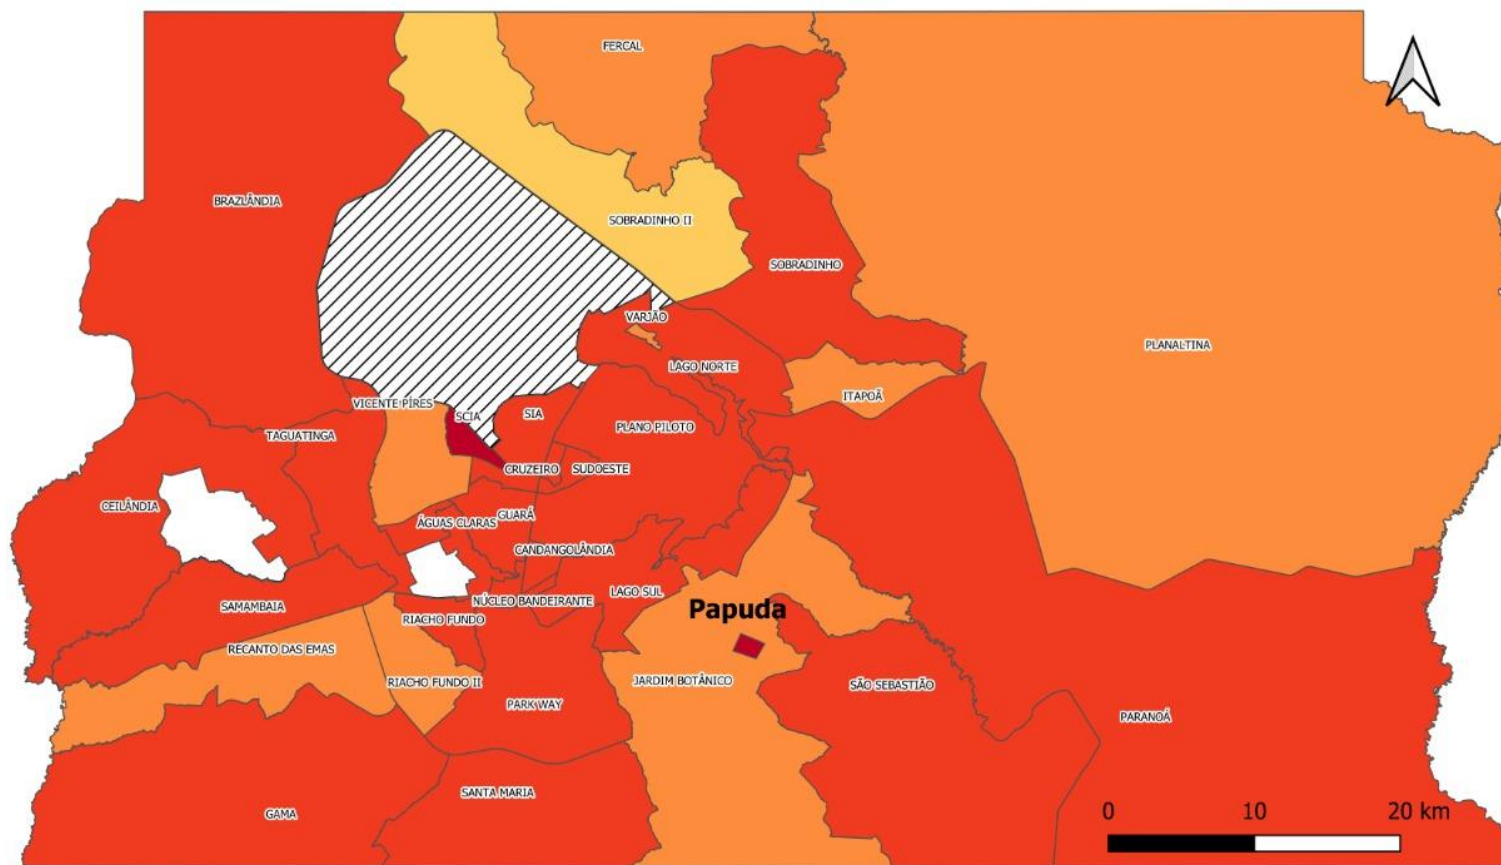 FERCAL
BRAZLÂNDIA
SOBRADINHO II
SOBRADINHO
VARJÃO
PLANALTINA
LAGO NORTE
ITAPOÃ
VICENTE PIRES
SCIA
SIA
PLANO PILOTO
TAGUATINGA
CRUZEIRO
SUDOESTE
CEILÂNDIA
ÁGUAS CLARAS
GUARÁ
CANDANGOLÂNDIA
LAGO SUL
NÚCLEO BANDEIRANTE
SAMAMBAIA
RIACHO FUNDO
Papuda
RECANTO DAS EMAS
RIACHO FUNDO II
JARDIM BOTÂNICO
SÃO SEBASTIÃO
PARK WAY
PARANOÁ
SANTA MARIA
GAMA
0 10 20 km